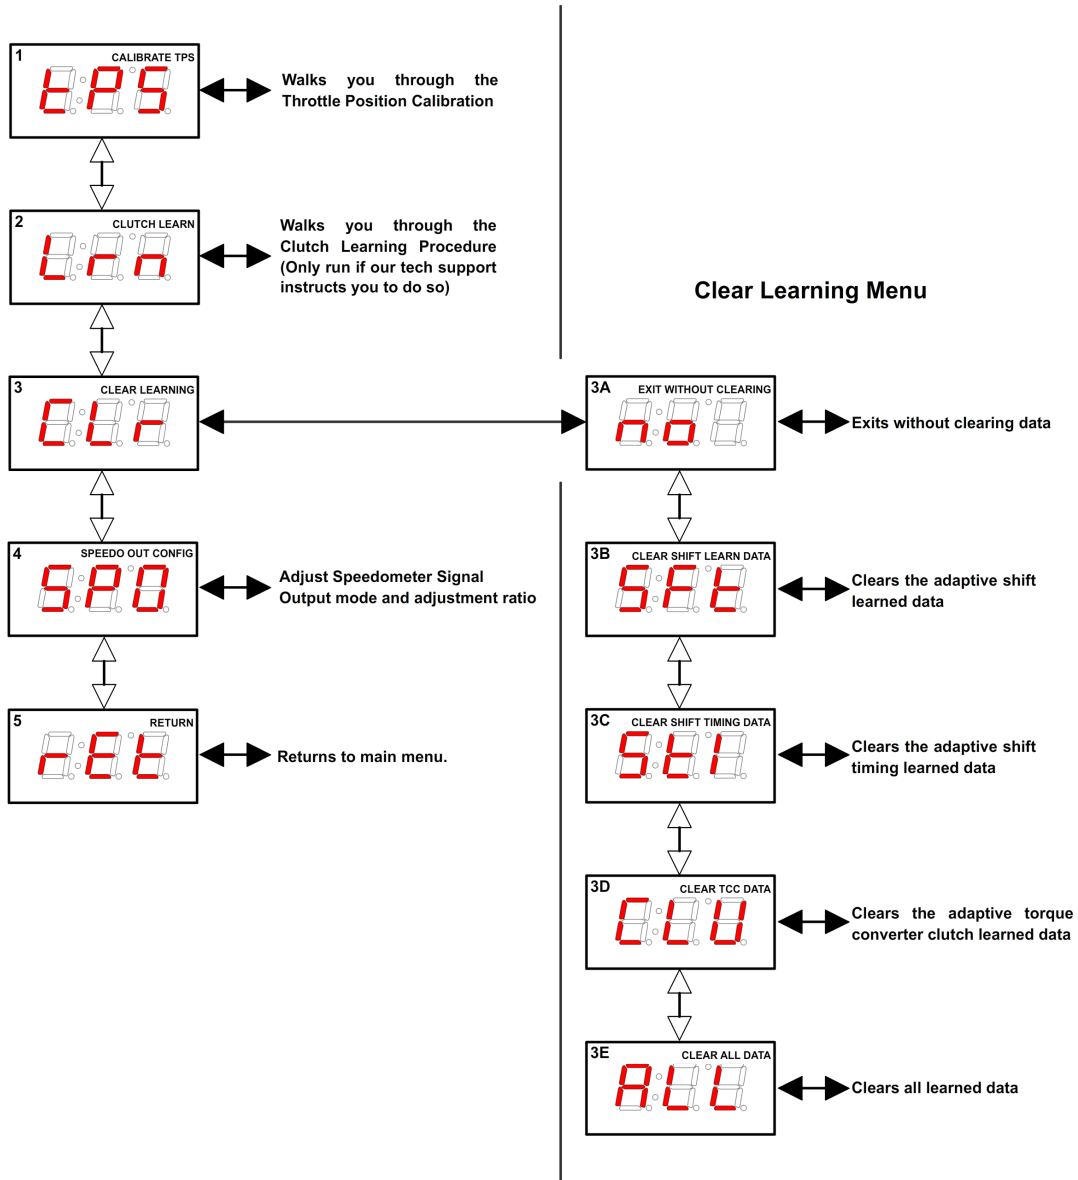 1
CALIBRATE TPS
tPS
Walks you through the
Throttle Position Calibration
2
CLUTCH LEARN
Lrn
Walks you through the
Clutch Learning Procedure
(Only run if our tech support
instructs you to do so)
Clear Learning Menu
3
CLEAR LEARNING
CLr
3A
EXIT WITHOUT CLEARING
no
Exits without clearing data
4
SPEEDO OUT CONFIG
SPO
Adjust Speedometer Signal
Output mode and adjustment ratio
3B
CLEAR SHIFT LEARN DATA
SFt
Clears the adaptive shift
learned data
5
RETURN
rEt
Returns to main menu.
3C
CLEAR SHIFT TIMING DATA
StI
Clears the adaptive shift
timing learned data
3D
CLEAR TCC DATA
CLU
Clears the adaptive torque
converter clutch learned data
3E
CLEAR ALL DATA
ALL
Clears all learned data